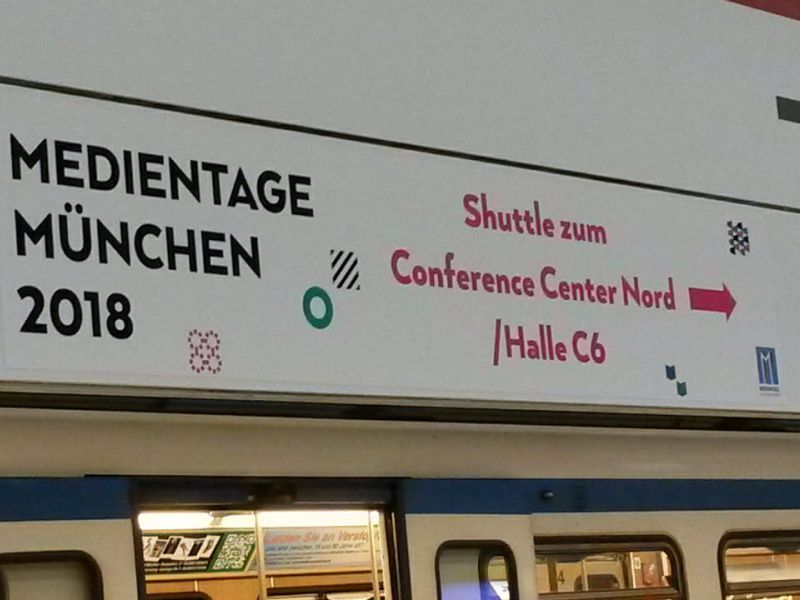 MEDIENTAGE
MÜNCHEN
2018
Shuttle zum
Conference Center Nord
/Halle C6